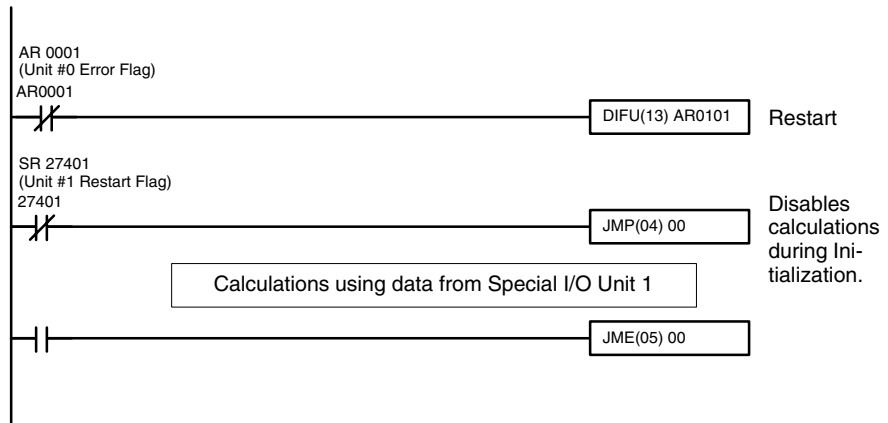 AR 0001
(Unit #0 Error Flag)
AR0001
DIFU(13) AR0101
Restart
SR 27401
(Unit #1 Restart Flag)
27401
JMP(04) 00
Disables
calculations
during Ini-
tialization.
Calculations using data from Special I/O Unit 1
JME(05) 00